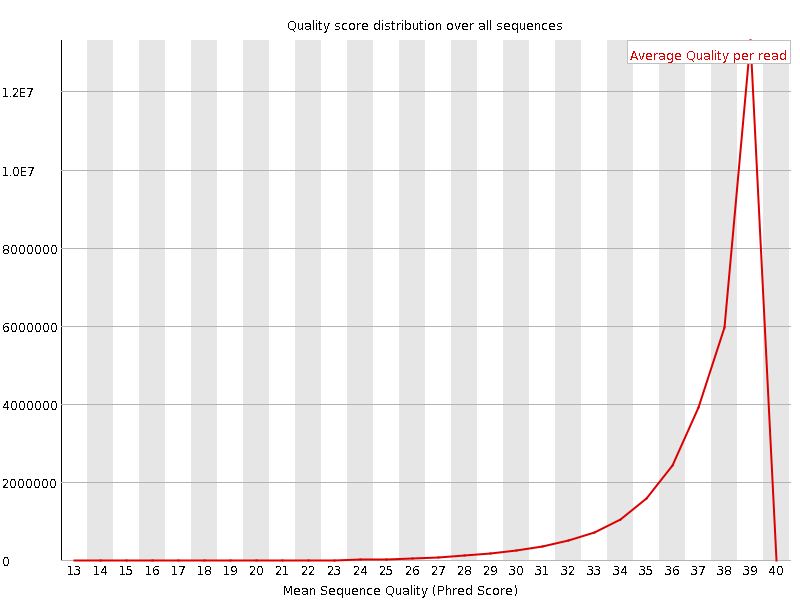 Quality score distribution over all sequences
Average Quality per read
1.2E7
1.0E7
8000000
6000000
4000000
2000000
0
13 14 15 16 17 18 19 20 21 22 23 24 25 26 27 28 29 30 31 32 33 34 35 36 37 38 39 40
Mean Sequence Quality (Phred Score)